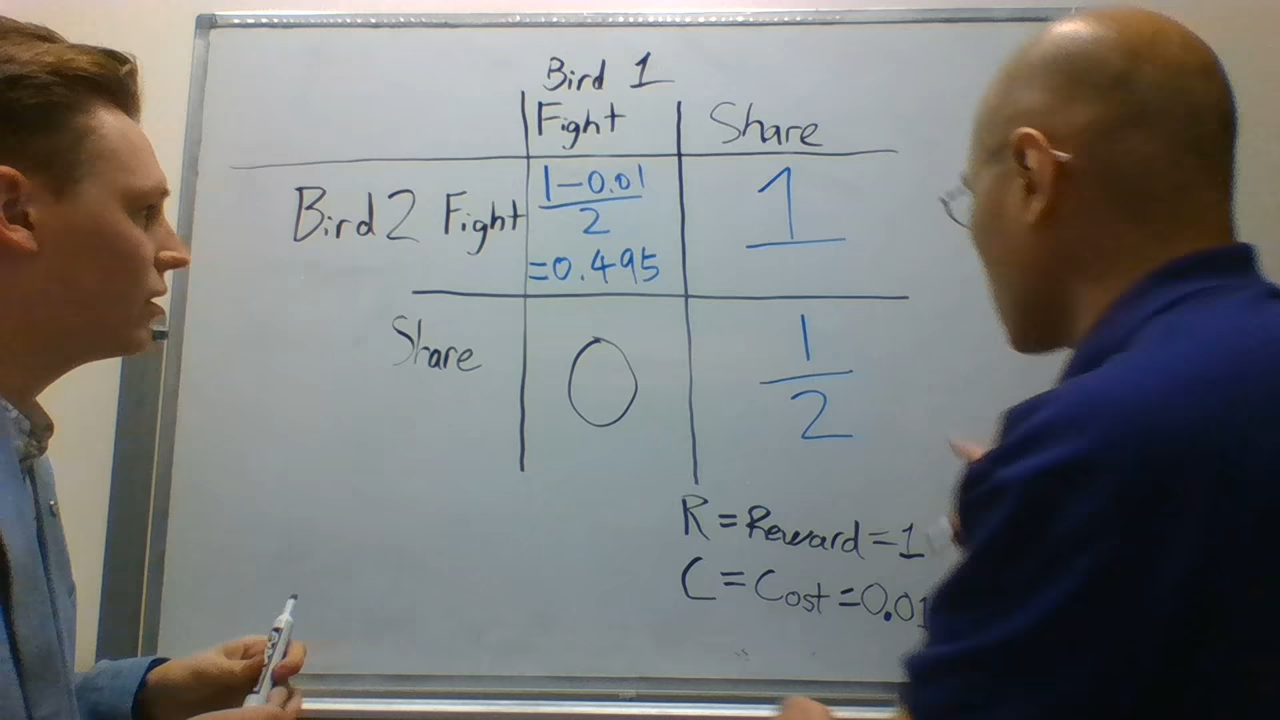 Bird 1
Fight Share
Bird 2 Fight
1-0.01
2
=0.495
1
Share
0
1
2
R = Reward = 1
C = Cost = 0.01